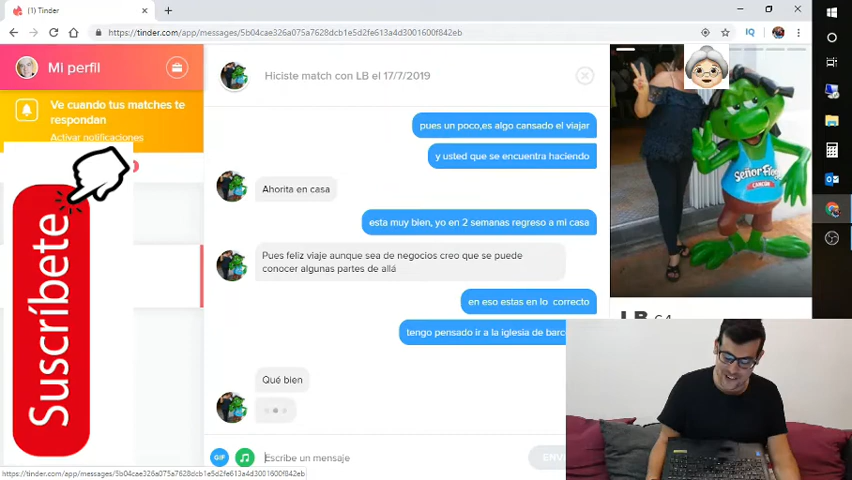 (1) Tinder
https://tinder.com/app/messages/5b04cae326a075a7628dcb1e5d2fe613a4d3001600f842eb
Mi perfil
Ve cuando tus matches te
respondan
Activar notificaciones
Suscríbete
Hiciste match con LB el 17/7/2019
pues un poco,es algo cansado el viajar
y usted que se encuentra haciendo
Ahorita en casa
esta muy bien, yo en 2 semanas regreso a mi casa
Pues feliz viaje aunque sea de negocios creo que se puede
conocer algunas partes de allá
en eso estas en lo correcto
tengo pensado ir a la iglesia de barc
Qué bien
GIF
Escribe un mensaje
ENVI
IQ
Señor Frog's
CANCUN
LB 64
https://tinder.com/app/messages/5b04cae326a075a7628dcb1e5d2fe613a4d3001600f842eb